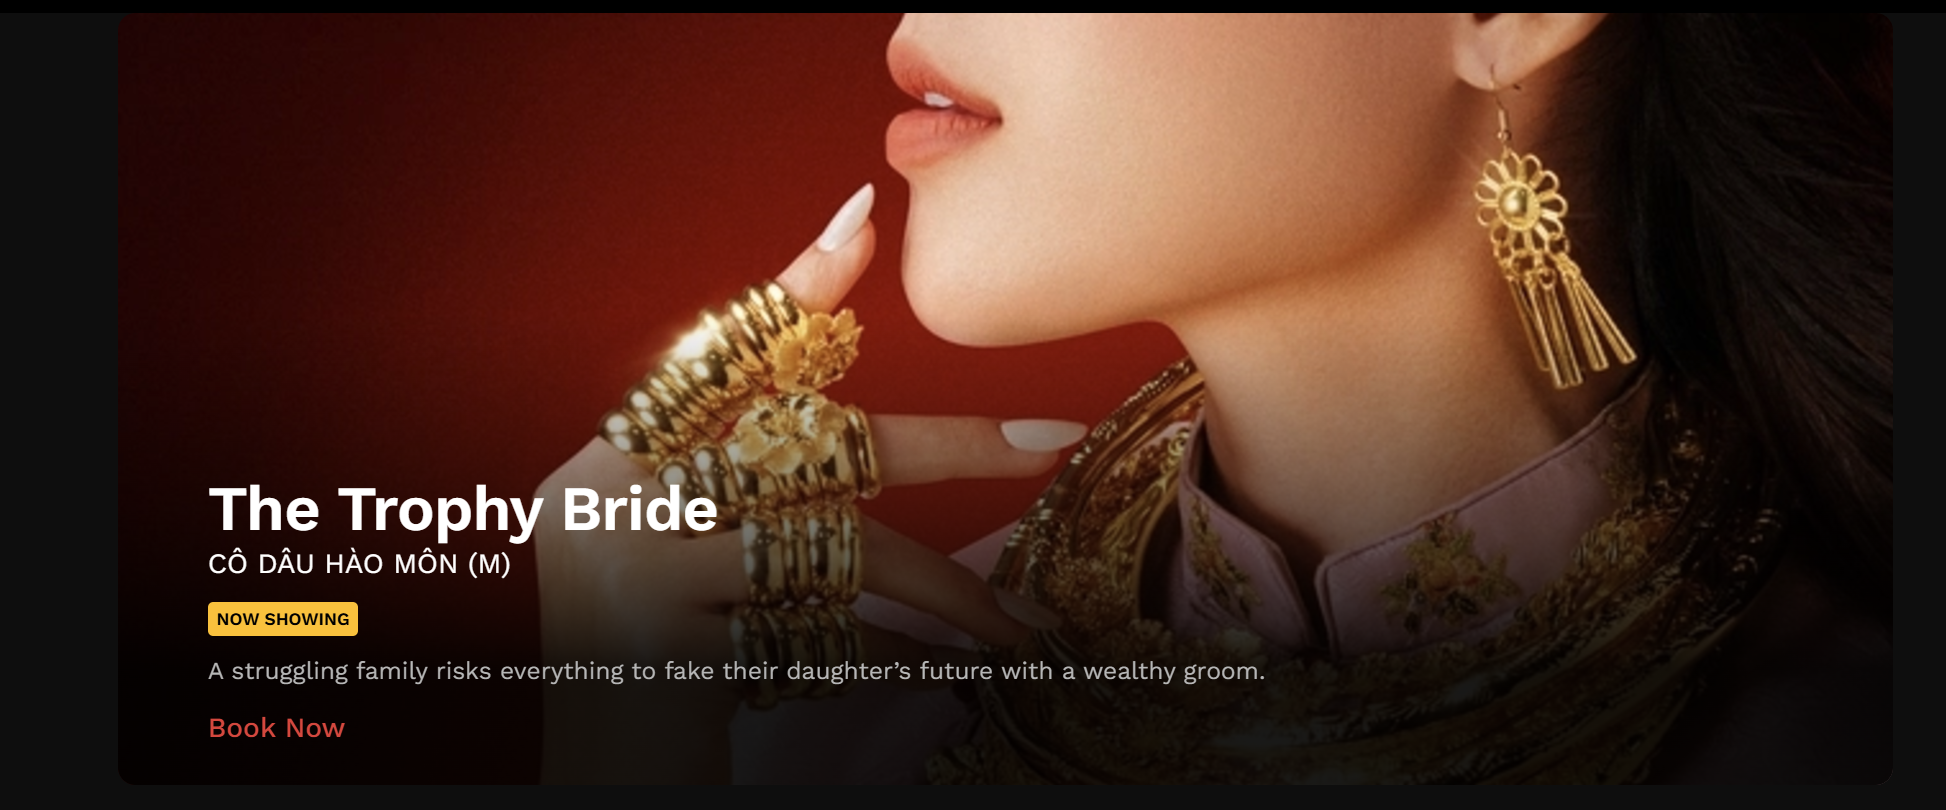 The Trophy Bride
CÔ DÂU HÀO MÔN (M)
NOW SHOWING
A struggling family risks everything to fake their daughter’s future with a wealthy groom.
Book Now